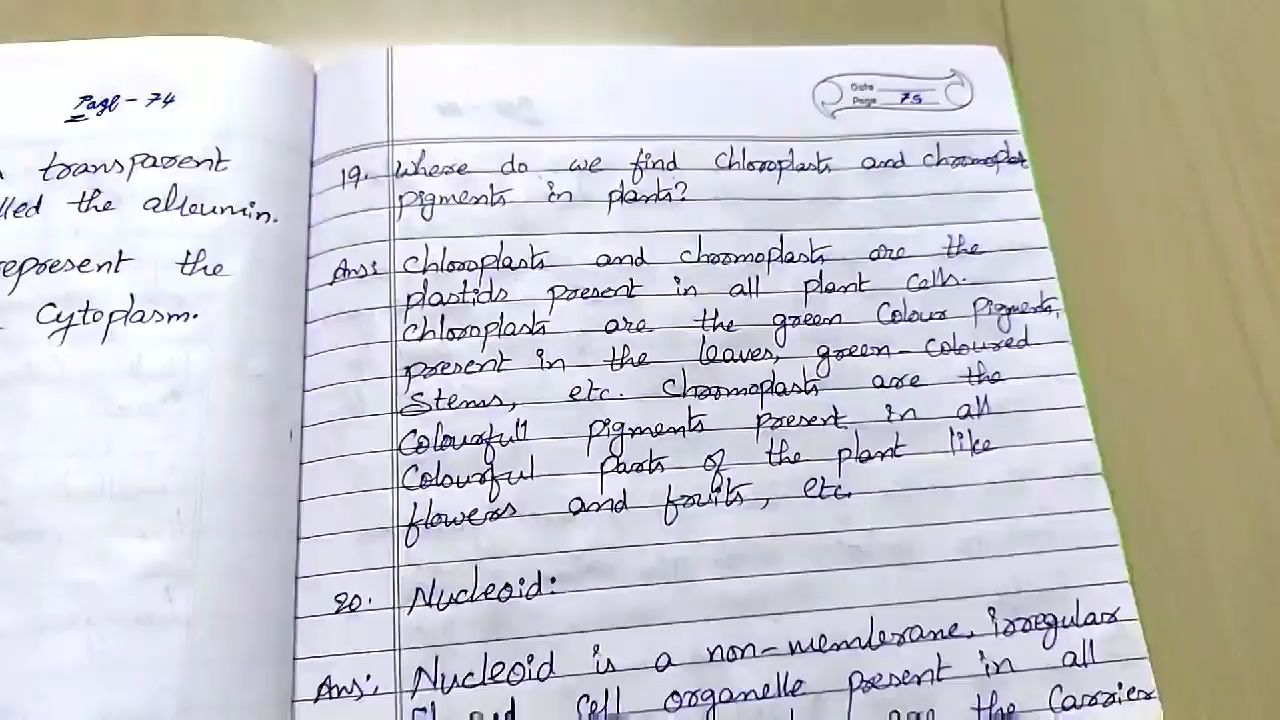 Page - 74
transparent
the alleumin.
epresent the
Cytoplasm.
Date
Page 75
19. Where do we find chloroplasts and chromoplst
pigments in plants?
Ans: Chloroplasts and chromoplasts are the
plastids present in all plant cells.
Chloroplasts are the green Colour pigments,
present in the leaves, green-coloured
Stems, etc. Chromoplasts are the
Colourfull pigments present in all
Colourful parts of the plant like
flowers and fruits, etc.
20. Nucleoid:
Ans: Nucleoid is a non-membrane, irregular
cell organelle present in all
are the Carrier